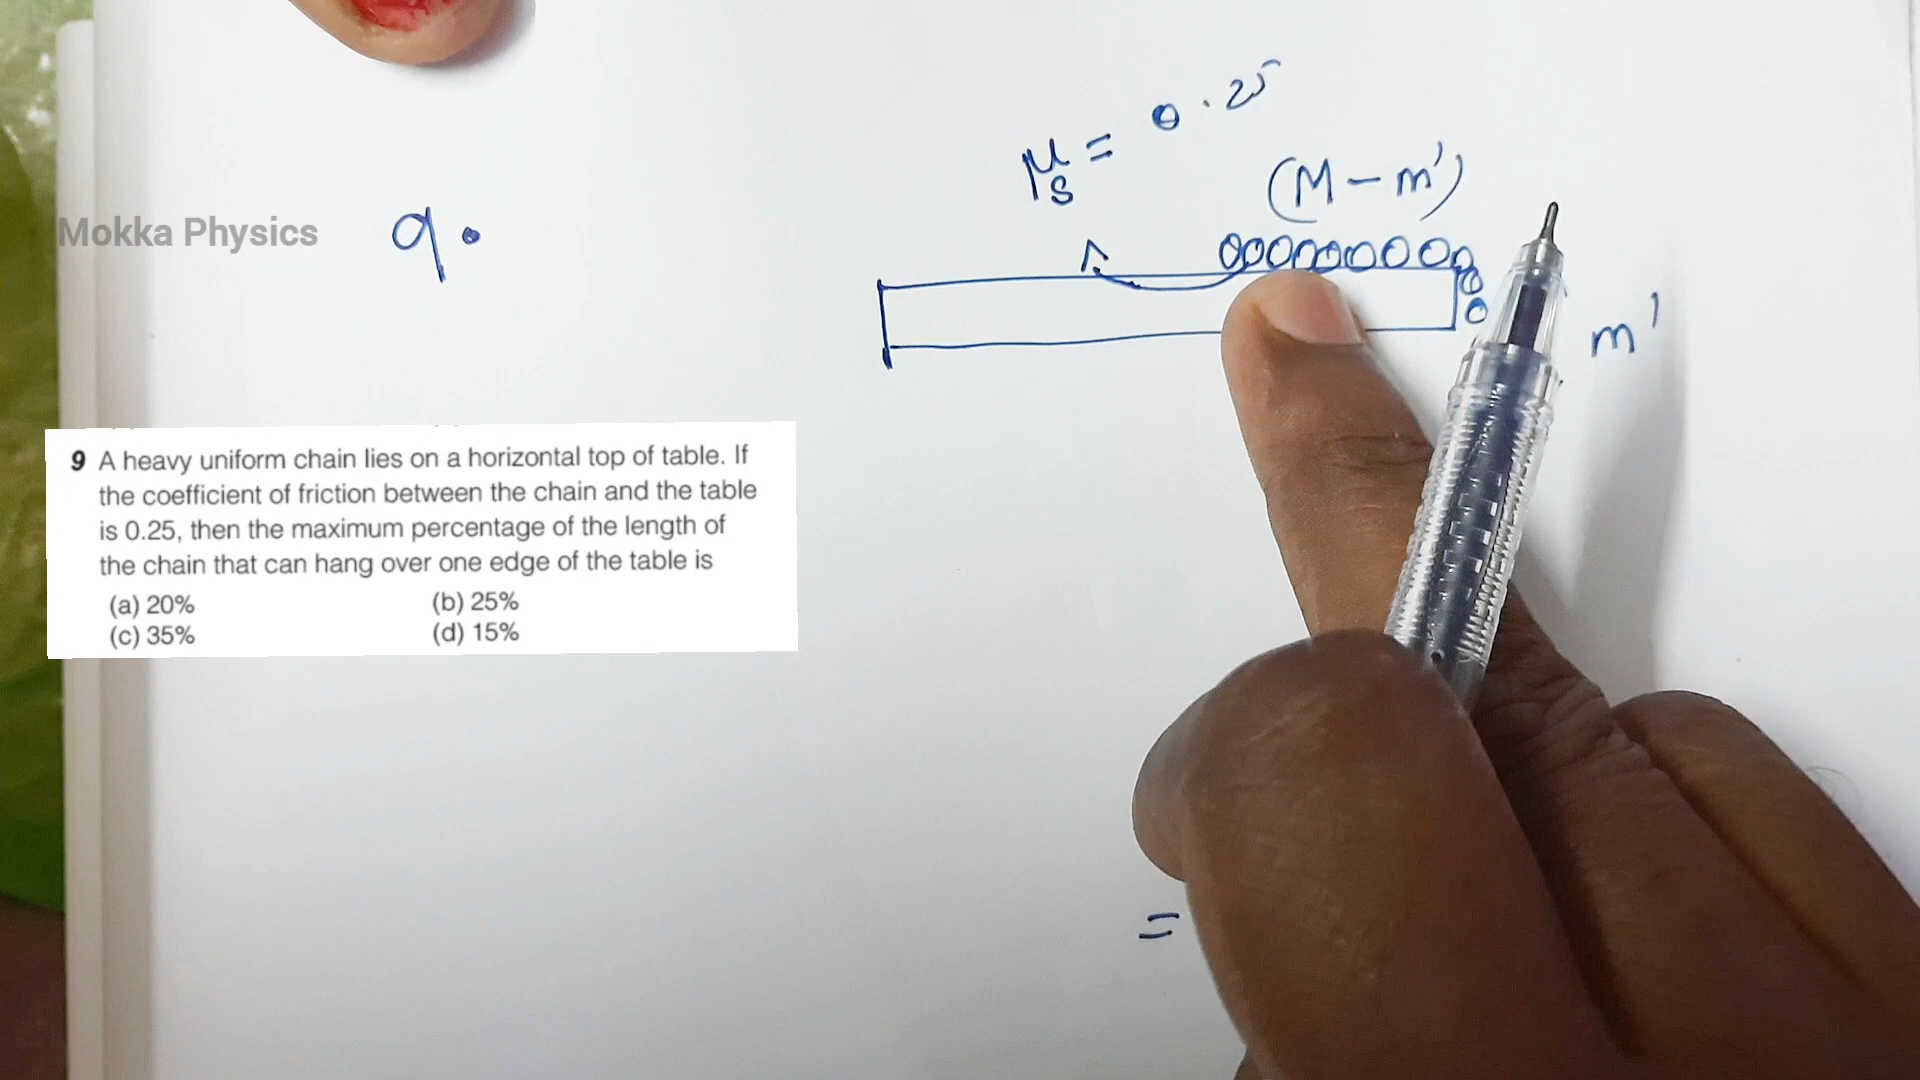 μs = 0.25
(M - m')
Mokka Physics
9.
m'
9 A heavy uniform chain lies on a horizontal top of table. If
the coefficient of friction between the chain and the table
is 0.25, then the maximum percentage of the length of
the chain that can hang over one edge of the table is
(a) 20% (b) 25%
(c) 35% (d) 15%
=